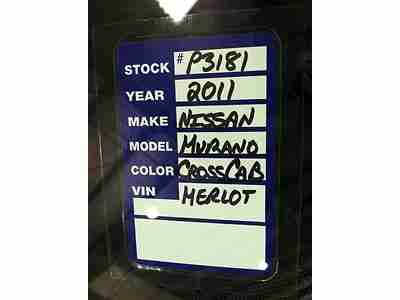 STOCK # P3181
YEAR 2011
MAKE NISSAN
MODEL MURANO
COLOR CROSSCAB
VIN MERLOT